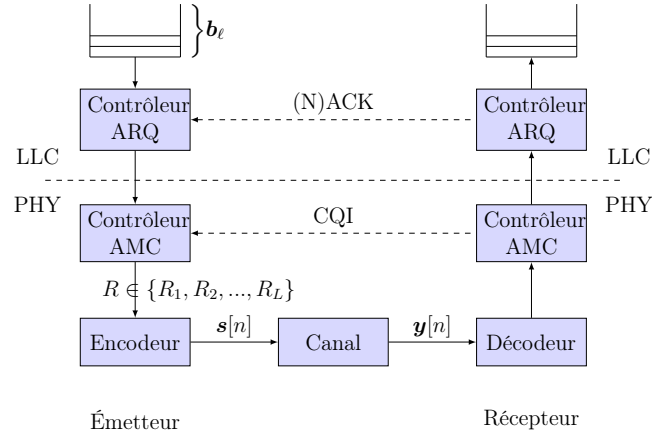 b_ℓ
Contrôleur
ARQ
(N)ACK
Contrôleur
ARQ
LLC
LLC
PHY
PHY
Contrôleur
AMC
CQI
Contrôleur
AMC
R ∈ {R_1, R_2, ..., R_L}
Encodeur
s[n]
Canal
y[n]
Décodeur
Émetteur
Récepteur